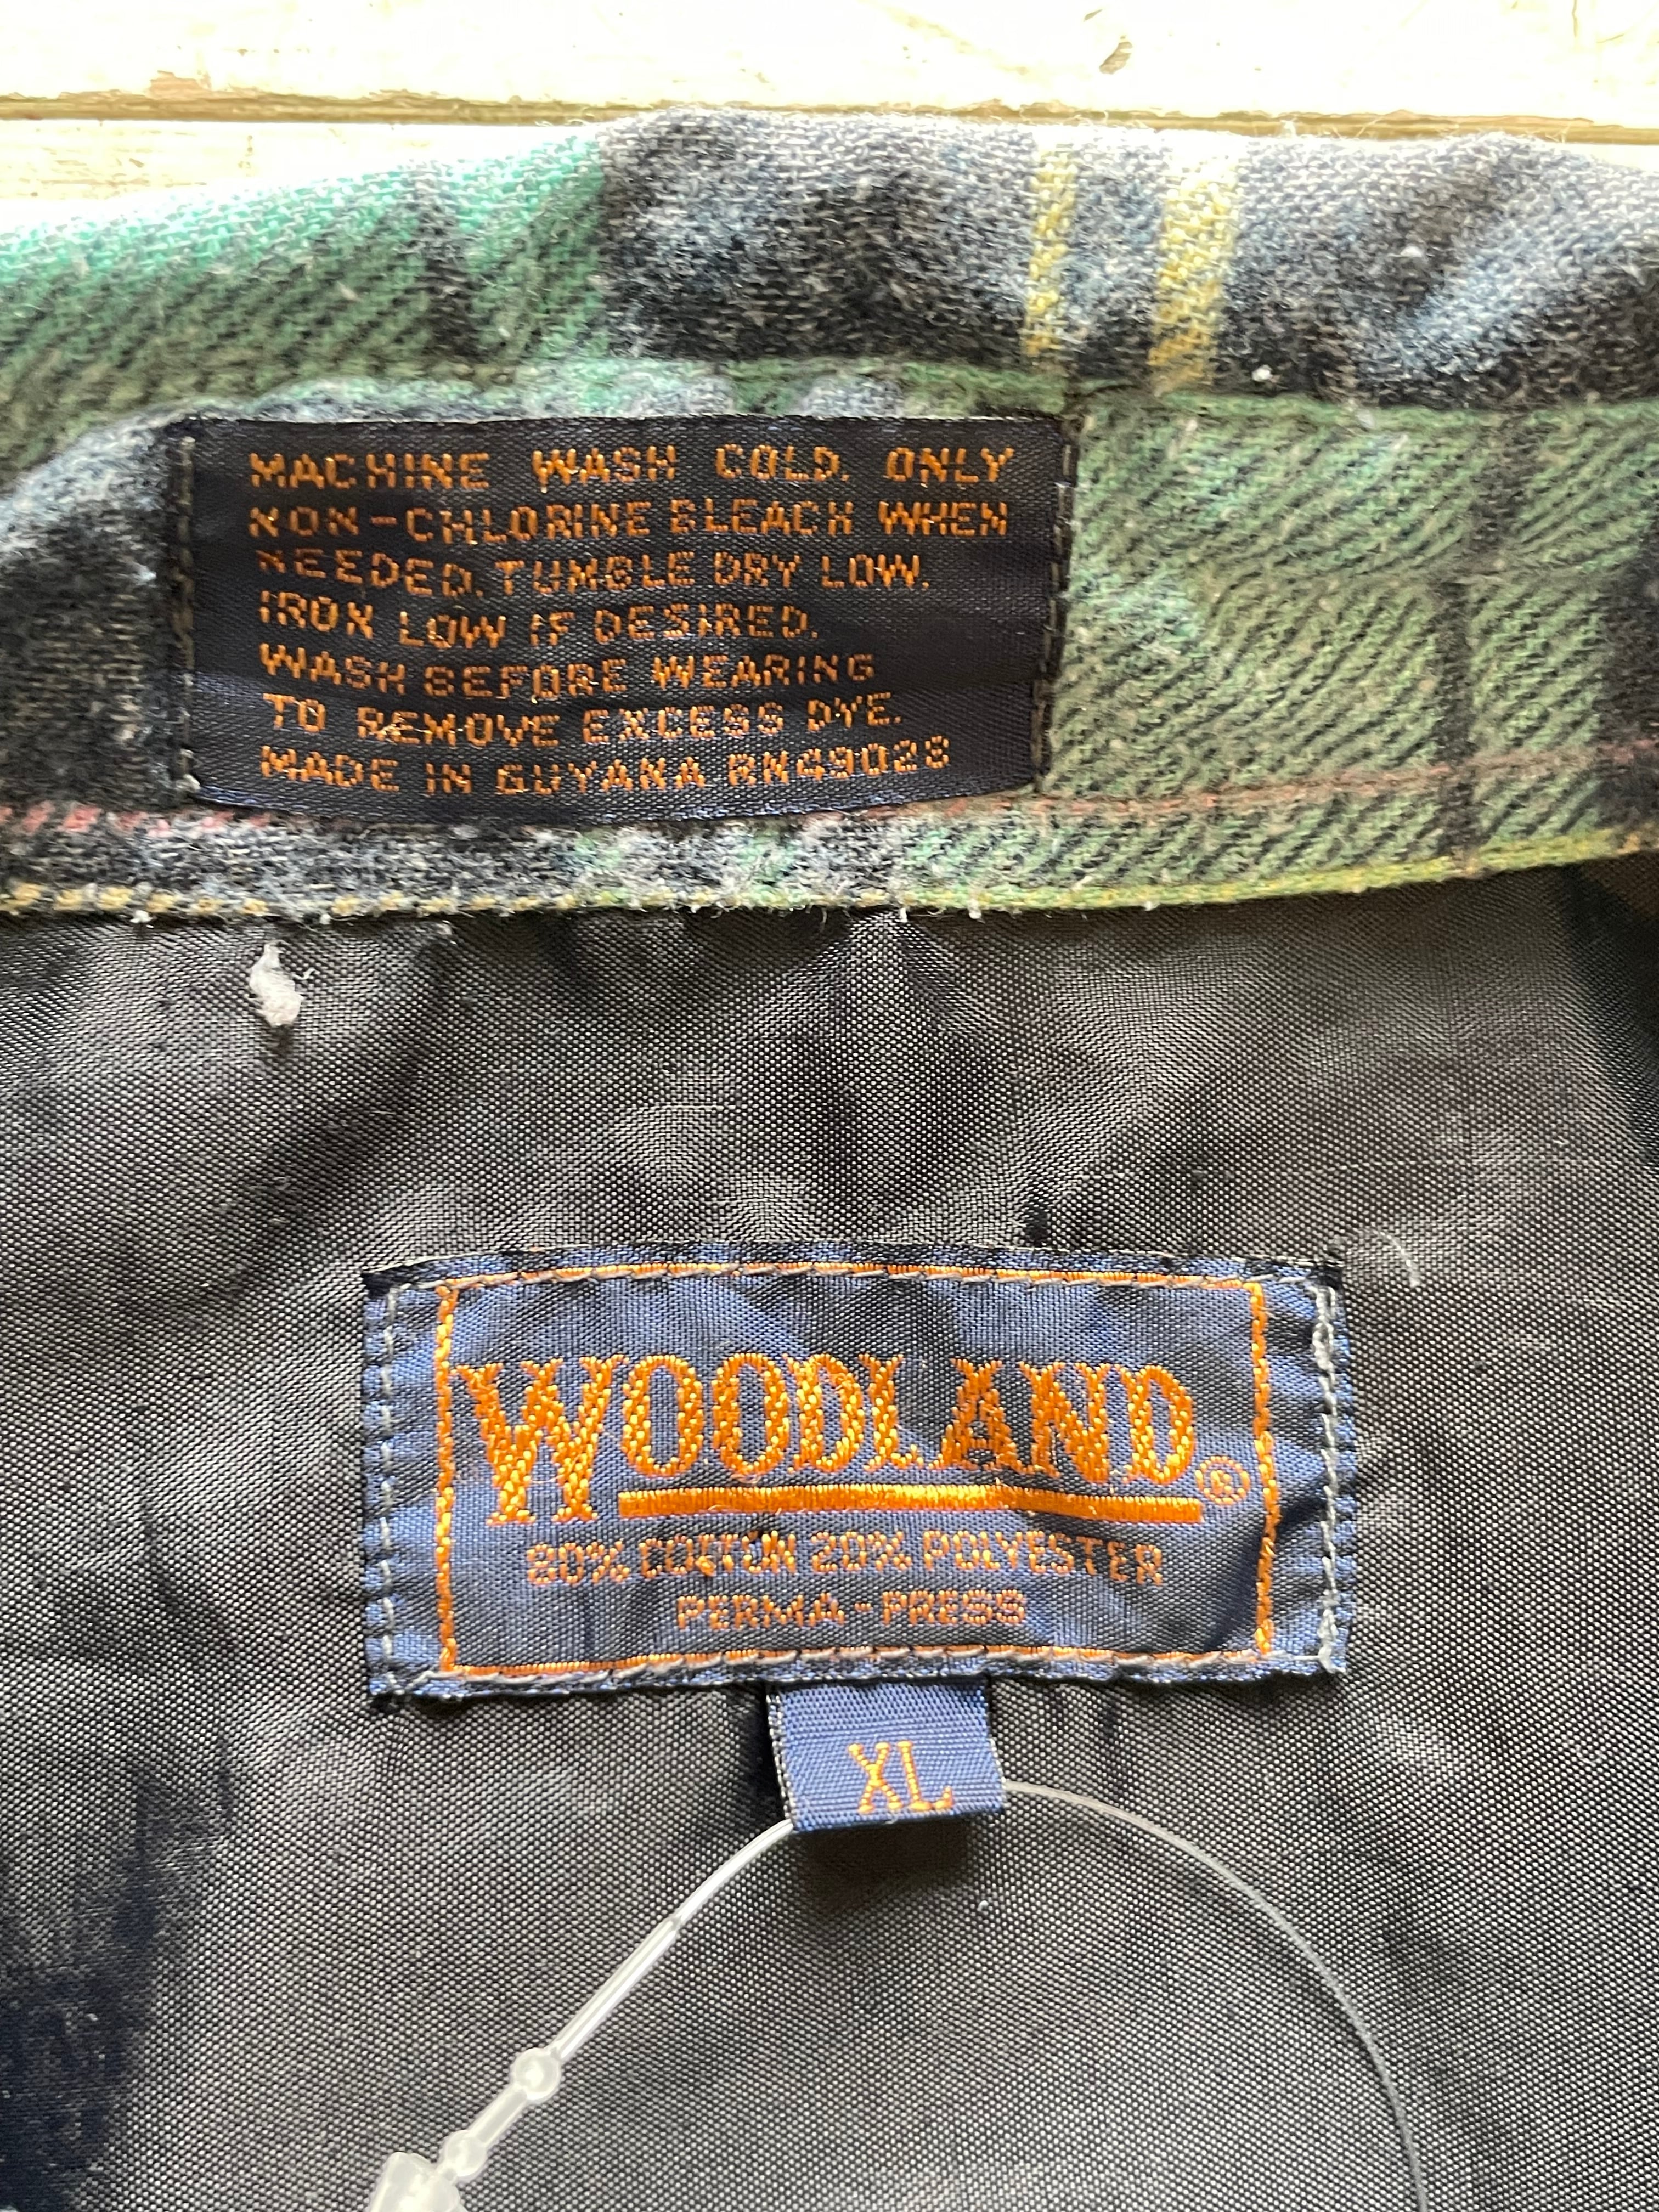 MACHINE WASH COLD. ONLY
NON-CHLORINE BLEACH WHEN
NEEDED. TUMBLE DRY LOW.
IRON LOW IF DESIRED.
WASH BEFORE WEARING
TO REMOVE EXCESS DYE.
MADE IN GUYANA RN49028
WOODLAND®
80% COTTON 20% POLYESTER
PERMA-PRESS
XL